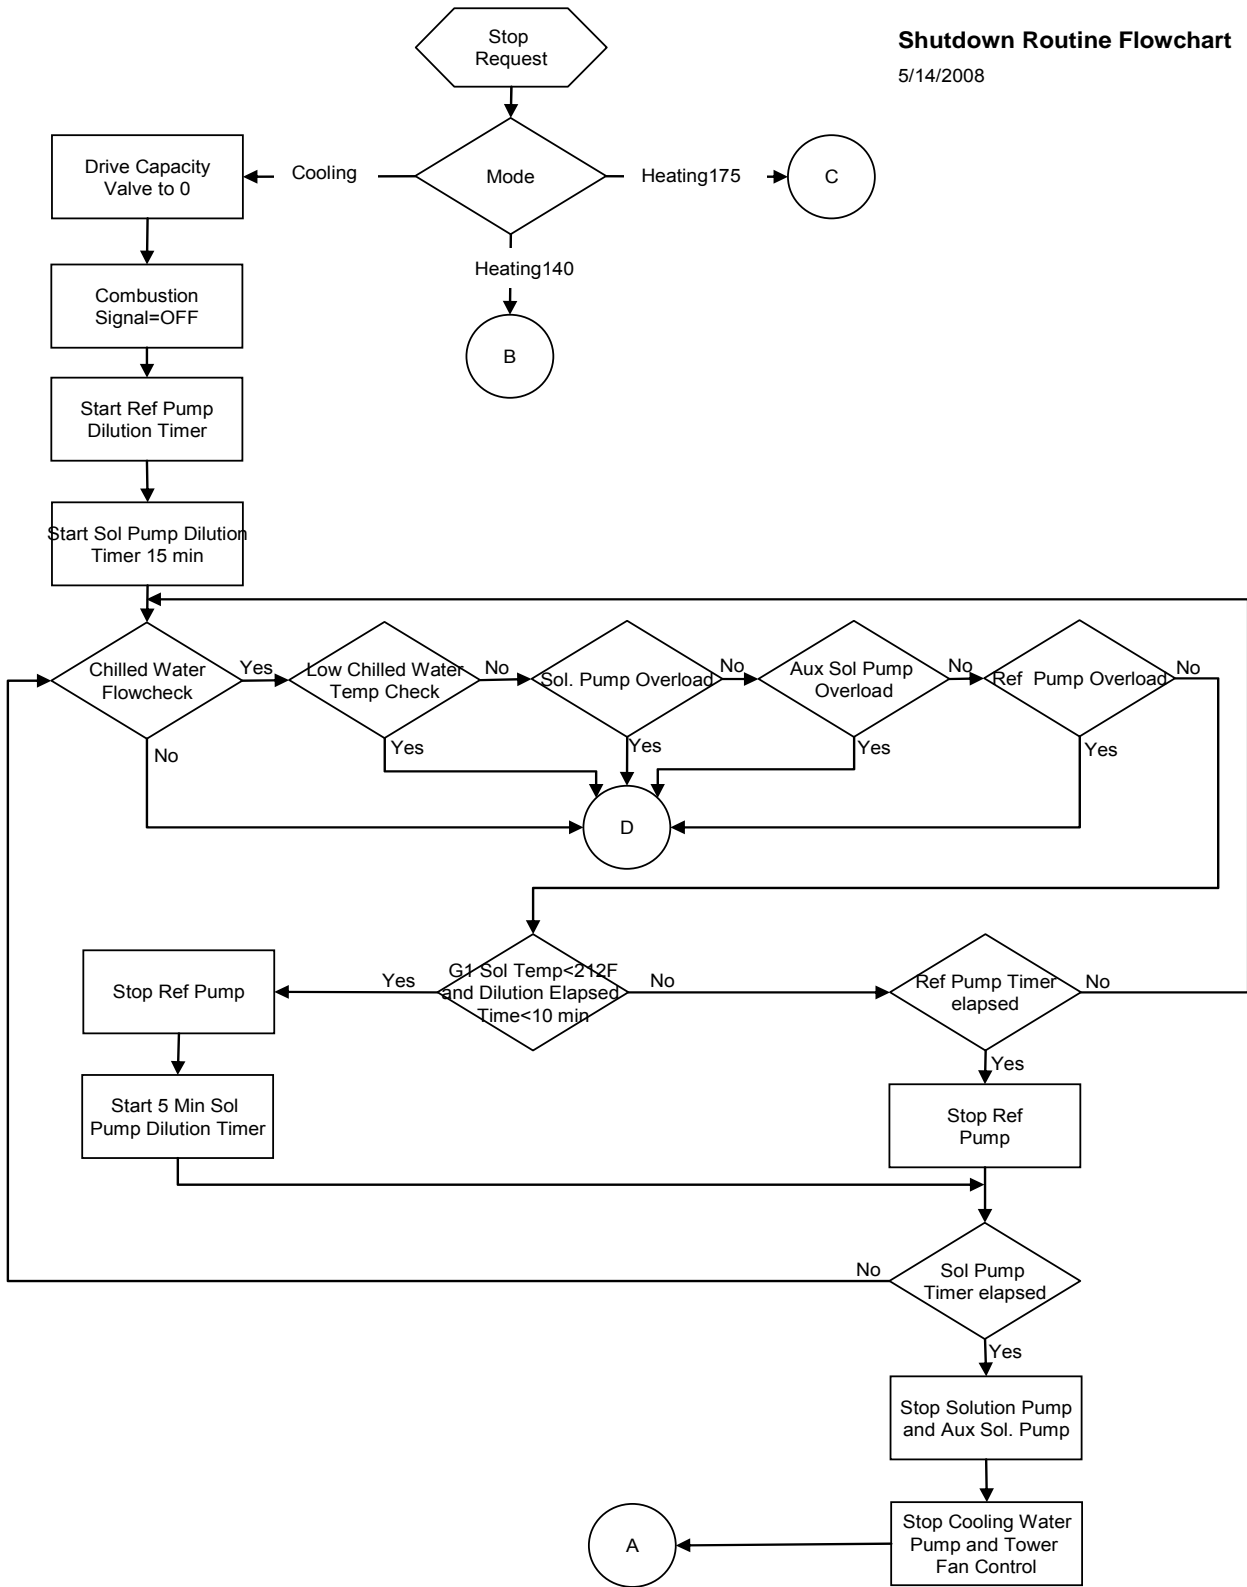 Shutdown Routine Flowchart
5/14/2008
Stop
Request
Drive Capacity
Valve to 0
Cooling
Mode
Heating175
C
Heating140
B
Combustion
Signal=OFF
Start Ref Pump
Dilution Timer
Start Sol Pump Dilution
Timer 15 min
Chilled Water
Flowcheck
Yes
No
Low Chilled Water
Temp Check
No
Yes
Sol. Pump Overload
No
Yes
Aux Sol Pump
Overload
No
Yes
Ref Pump Overload
No
Yes
D
G1 Sol Temp<212F
and Dilution Elapsed
Time<10 min
Yes
No
Stop Ref Pump
Start 5 Min Sol
Pump Dilution Timer
Ref Pump Timer
elapsed
No
Yes
Stop Ref
Pump
Sol Pump
Timer elapsed
No
Yes
Stop Solution Pump
and Aux Sol. Pump
Stop Cooling Water
Pump and Tower
Fan Control
A